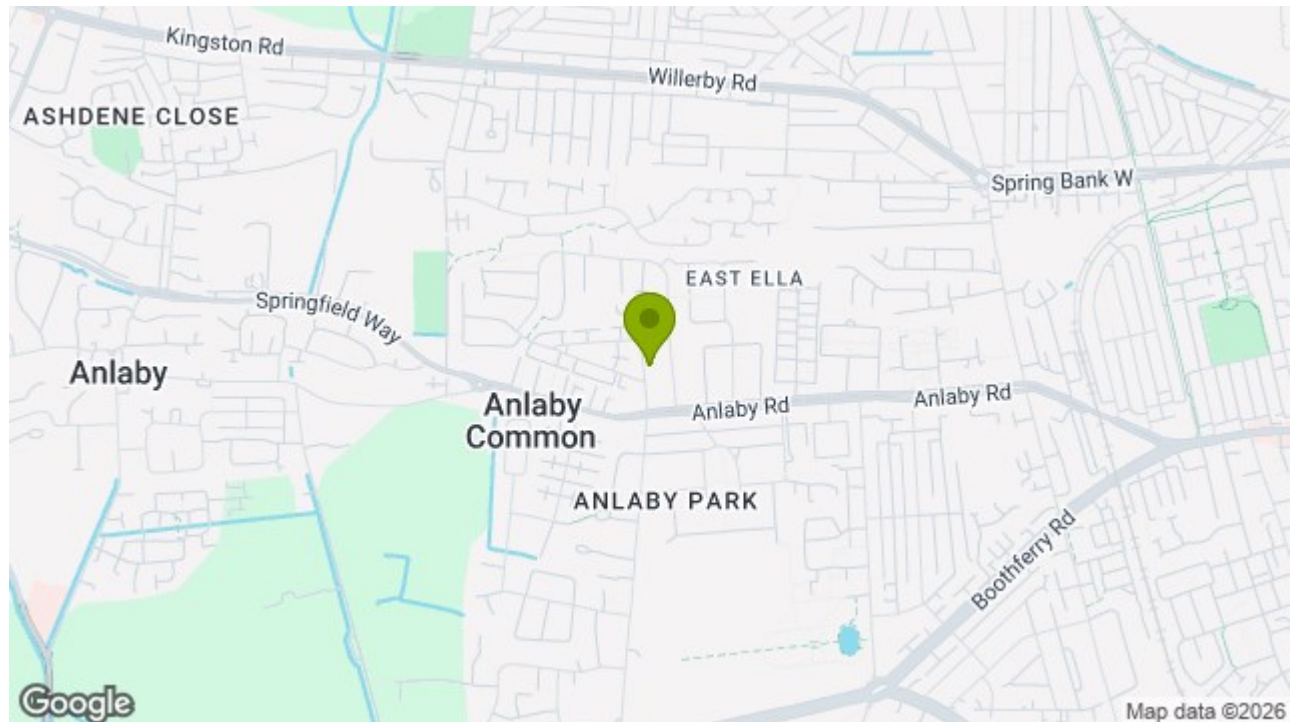 Kingston Rd
Willerby Rd
ASHDENE CLOSE
Spring Bank W
EAST ELLA
Springfield Way
Anlaby
Anlaby
Common
Anlaby Rd
Anlaby Rd
ANLABY PARK
Boothferry Rd
Google
Map data ©2026